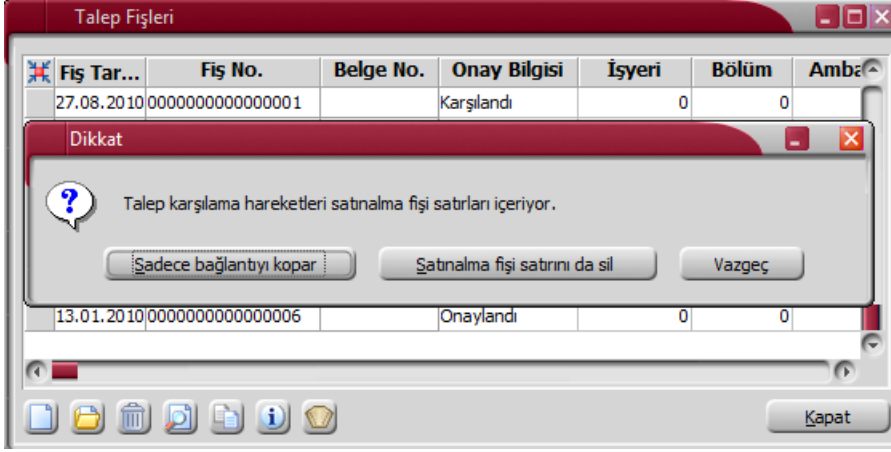 Talep Fişleri
Fiş Tar... Fiş No. Belge No. Onay Bilgisi İşyeri Bölüm Amba
27.08.2010 0000000000000001 Karşılandı 0 0
Dikkat
Talep karşılama hareketleri satınalma fişi satırları içeriyor.
Sadece bağlantıyı kopar Satınalma fişi satırını da sil Vazgeç
13.01.2010 0000000000000006 Onaylandı 0 0
Kapat